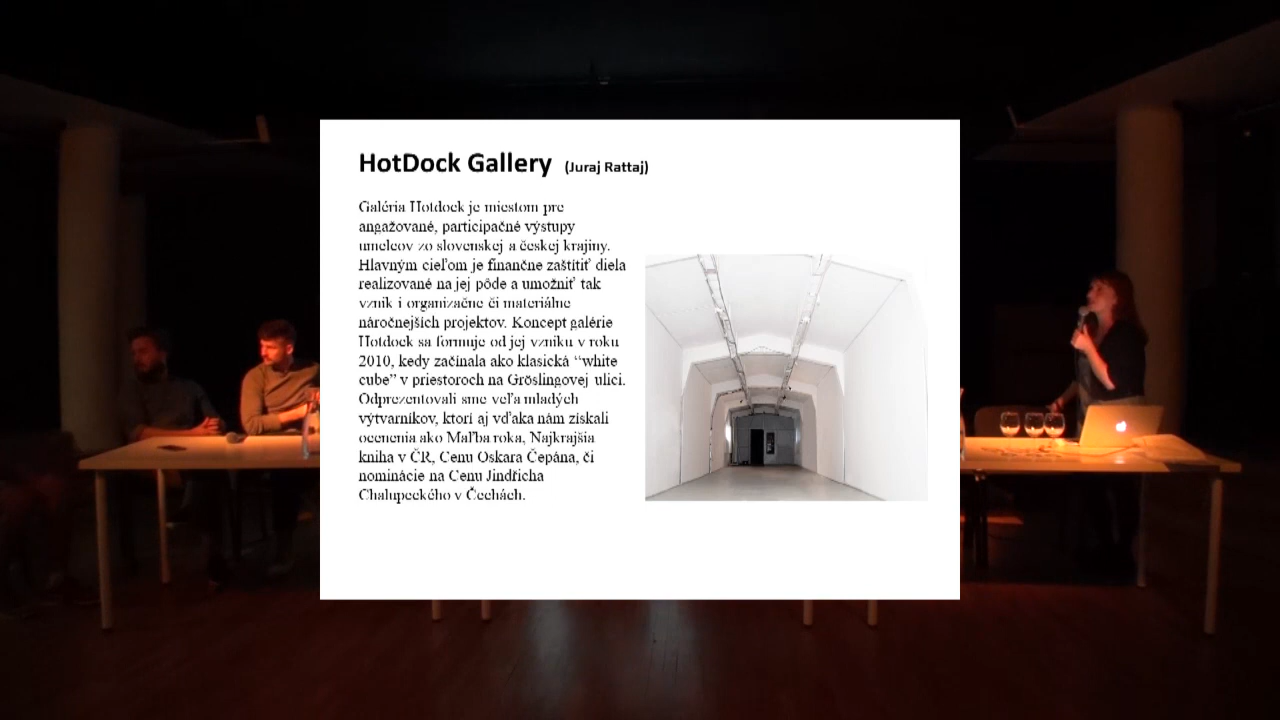 HotDock Gallery (Juraj Rattaj)
Galéria Hotdock je miestom pre
angažované, participačné výstupy
umelcov zo slovenskej a českej krajiny.
Hlavným cieľom je finančne zaštítiť diela
realizované na jej pôde a umožniť tak
vznik i organizačne či materiálne
náročnejších projektov. Koncept galérie
Hotdock sa formuje od jej vzniku v roku
2010, kedy začínala ako klasická “white
cube” v priestoroch na Gröslingovej ulici.
Odprezentovali sme veľa mladých
výtvarníkov, ktorí aj vďaka nám získali
ocenenia ako Maľba roka, Najkrajšia
kniha v ČR, Cenu Oskara Čepána, či
nominácie na Cenu Jindřicha
Chalupeckého v Čechách.